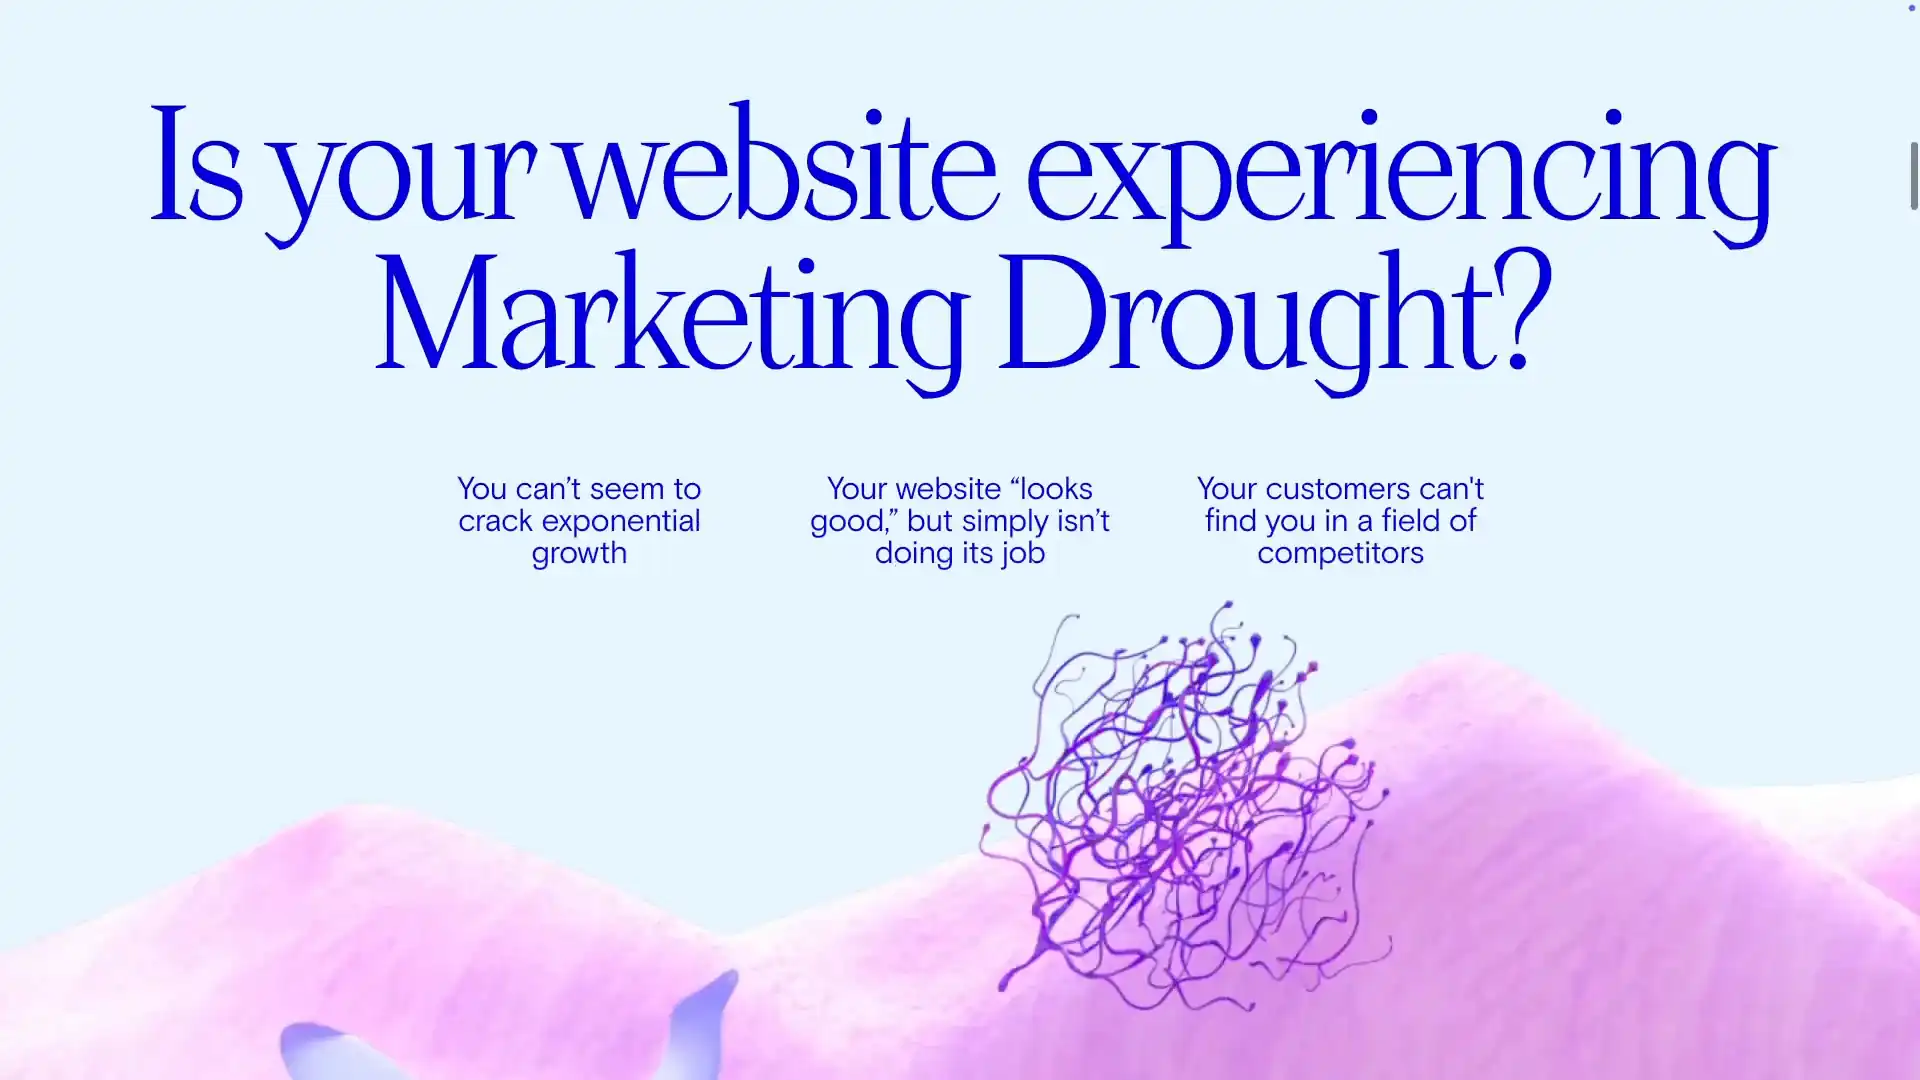 Is your website experiencing
Marketing Drought?
You can’t seem to
crack exponential
growth
Your website “looks
good,” but simply isn’t
doing its job
Your customers can't
find you in a field of
competitors